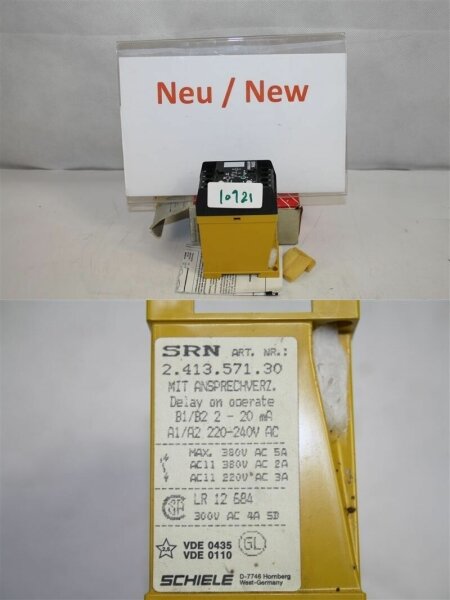 Neu / New
10921
SRN ART. NR.:
2.413.571.30
MIT ANSPRECHVERZ.
Delay on operate
B1/B2 2 - 20 mA
A1/A2 220-240V AC
MAX. 380V AC 5A
AC11 380V AC 2A
AC11 220V AC 3A
LR 12 684
300V AC 4A 5D
VDE 0435
VDE 0110
GL
SCHIELE
D-7746 Hornberg
West-Germany